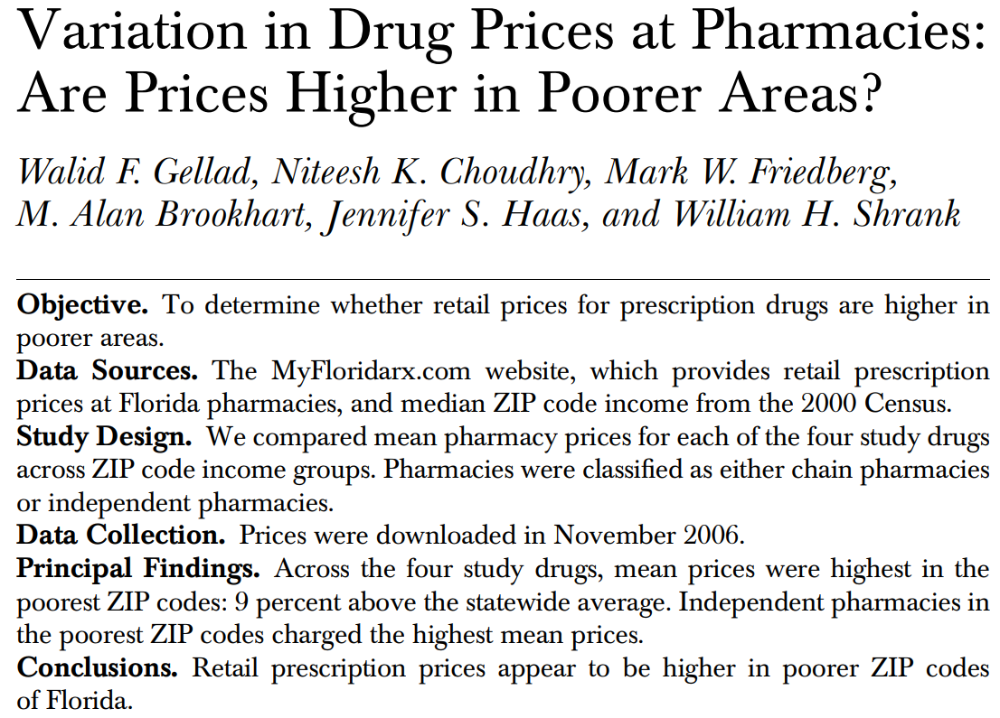 Variation in Drug Prices at Pharmacies:
Are Prices Higher in Poorer Areas?
Walid F. Gellad, Niteesh K. Choudhry, Mark W. Friedberg,
M. Alan Brookhart, Jennifer S. Haas, and William H. Shrank
Objective. To determine whether retail prices for prescription drugs are higher in
poorer areas.
Data Sources. The MyFloridarx.com website, which provides retail prescription
prices at Florida pharmacies, and median ZIP code income from the 2000 Census.
Study Design. We compared mean pharmacy prices for each of the four study drugs
across ZIP code income groups. Pharmacies were classified as either chain pharmacies
or independent pharmacies.
Data Collection. Prices were downloaded in November 2006.
Principal Findings. Across the four study drugs, mean prices were highest in the
poorest ZIP codes: 9 percent above the statewide average. Independent pharmacies in
the poorest ZIP codes charged the highest mean prices.
Conclusions. Retail prescription prices appear to be higher in poorer ZIP codes
of Florida.